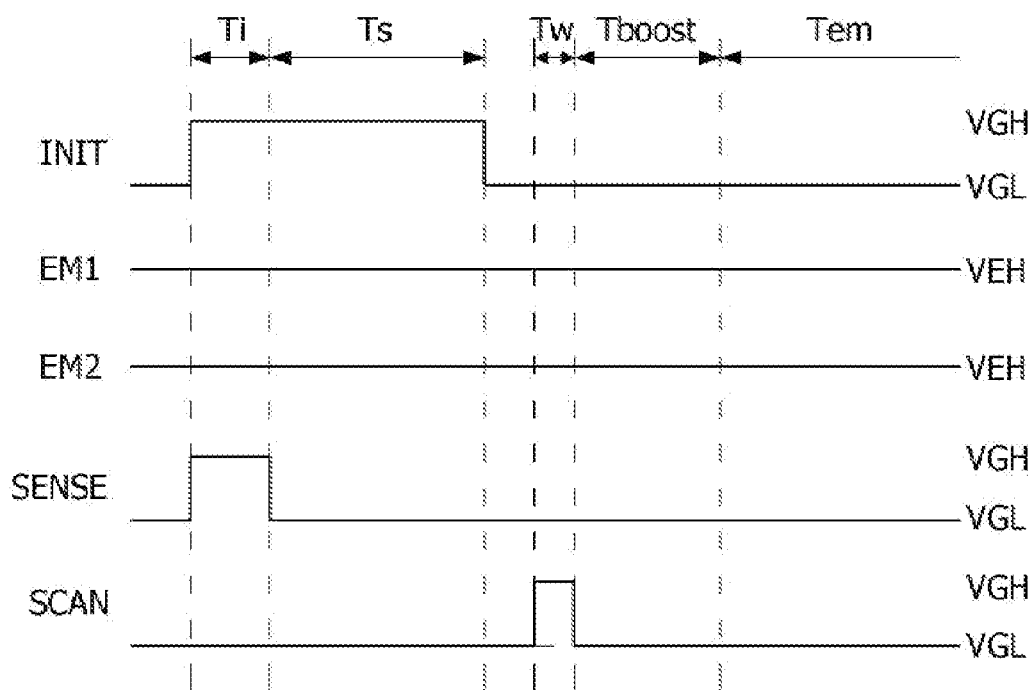 Ti Ts Tw Tboost Tem
INIT VGH
VGL
EM1 VEH
EM2 VEH
SENSE VGH
VGL
SCAN VGH
VGL